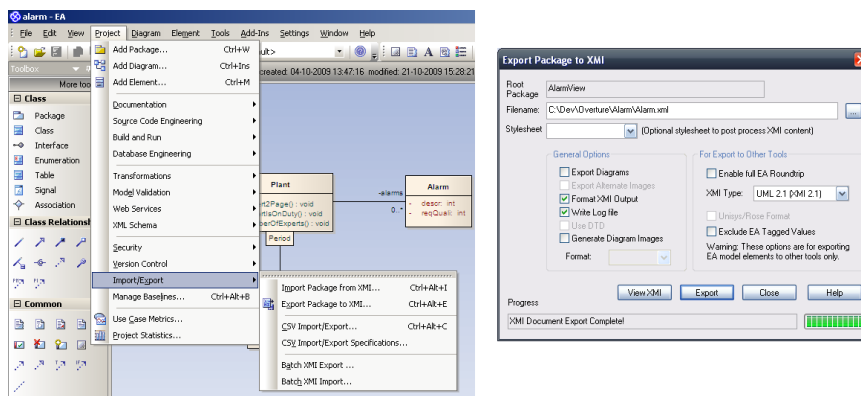 alarm - EA
File Edit View Project Diagram Element Tools Add-Ins Settings Window Help
Toolbox
More too
Class
Package
Class
Interface
Enumeration
Table
Signal
Association
Class Relationsh
Common
Add Package... Ctrl+W
Add Diagram... Ctrl+Ins
Add Element... Ctrl+M
Documentation
Source Code Engineering
Build and Run
Database Engineering
Transformations
Model Validation
Web Services
XML Schema
Security
Version Control
Import/Export
Manage Baselines... Ctrl+Alt+B
Use Case Metrics...
Project Statistics...
ult>
created: 04-10-2009 13:47:16 modified: 21-10-2009 15:28:21
Plant
rt2Page() : void
rtIsOnDuty() : void
berOfExperts() : void
Period
-alarms
0..*
Alarm
- descr: int
- reqQuali: int
Import Package from XMI... Ctrl+Alt+I
Export Package to XMI... Ctrl+Alt+E
CSV Import/Export... Ctrl+Alt+C
CSV Import/Export Specifications...
Batch XMI Export ...
Batch XMI Import...
Export Package to XMI
Root Package AlarmView
Filename: C:\Dev\Overture\Alarm\Alarm.xml ...
Stylesheet (Optional stylesheet to post process XMI content)
General Options
Export Diagrams
Export Alternate Images
Format XMI Output
Write Log file
Use DTD
Generate Diagram Images
Format:
For Export to Other Tools
Enable full EA Roundtrip
XMI Type: UML 2.1 (XMI 2.1)
Unisys/Rose Format
Exclude EA Tagged Values
Warning: These options are for exporting
EA model elements to other tools only.
View XMI Export Close Help
Progress
XMI Document Export Complete!